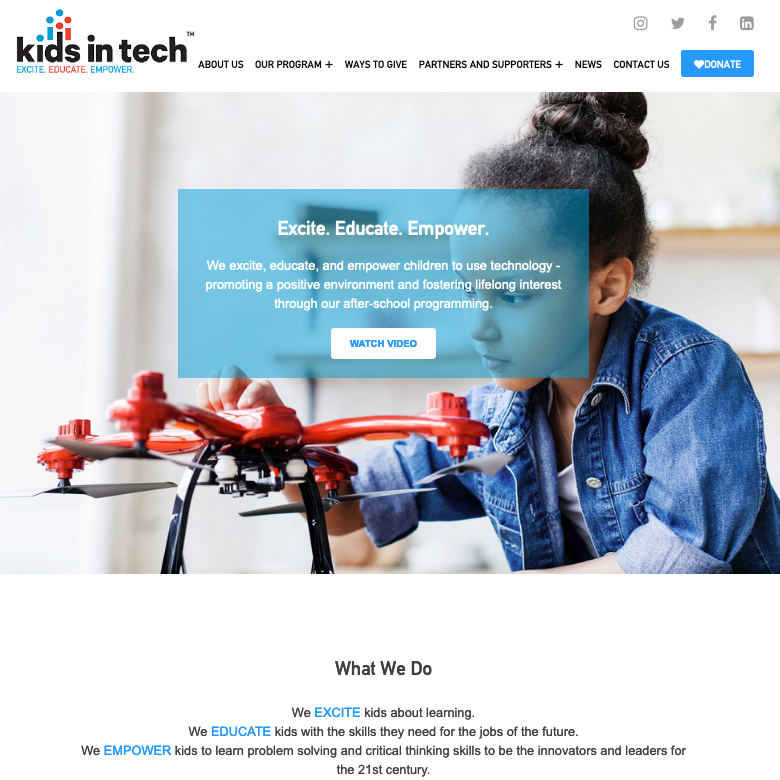 kids in tech™
EXCITE. EDUCATE. EMPOWER.
ABOUT US OUR PROGRAM + WAYS TO GIVE PARTNERS AND SUPPORTERS + NEWS CONTACT US DONATE
Excite. Educate. Empower.
We excite, educate, and empower children to use technology -
promoting a positive environment and fostering lifelong interest
through our after-school programming.
WATCH VIDEO
What We Do
We EXCITE kids about learning.
We EDUCATE kids with the skills they need for the jobs of the future.
We EMPOWER kids to learn problem solving and critical thinking skills to be the innovators and leaders for
the 21st century.